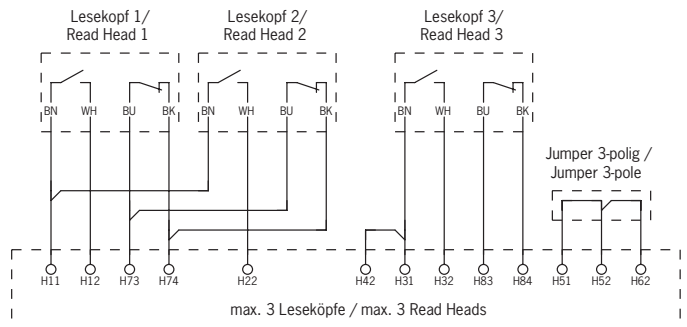 Lesekopf 1/
Read Head 1
Lesekopf 2/
Read Head 2
Lesekopf 3/
Read Head 3
BN WH BU BK BN WH BU BK BN WH BU BK
Jumper 3-polig /
Jumper 3-pole
H11 H12 H73 H74 H22 H42 H31 H32 H83 H84 H51 H52 H62
max. 3 Leseköpfe / max. 3 Read Heads